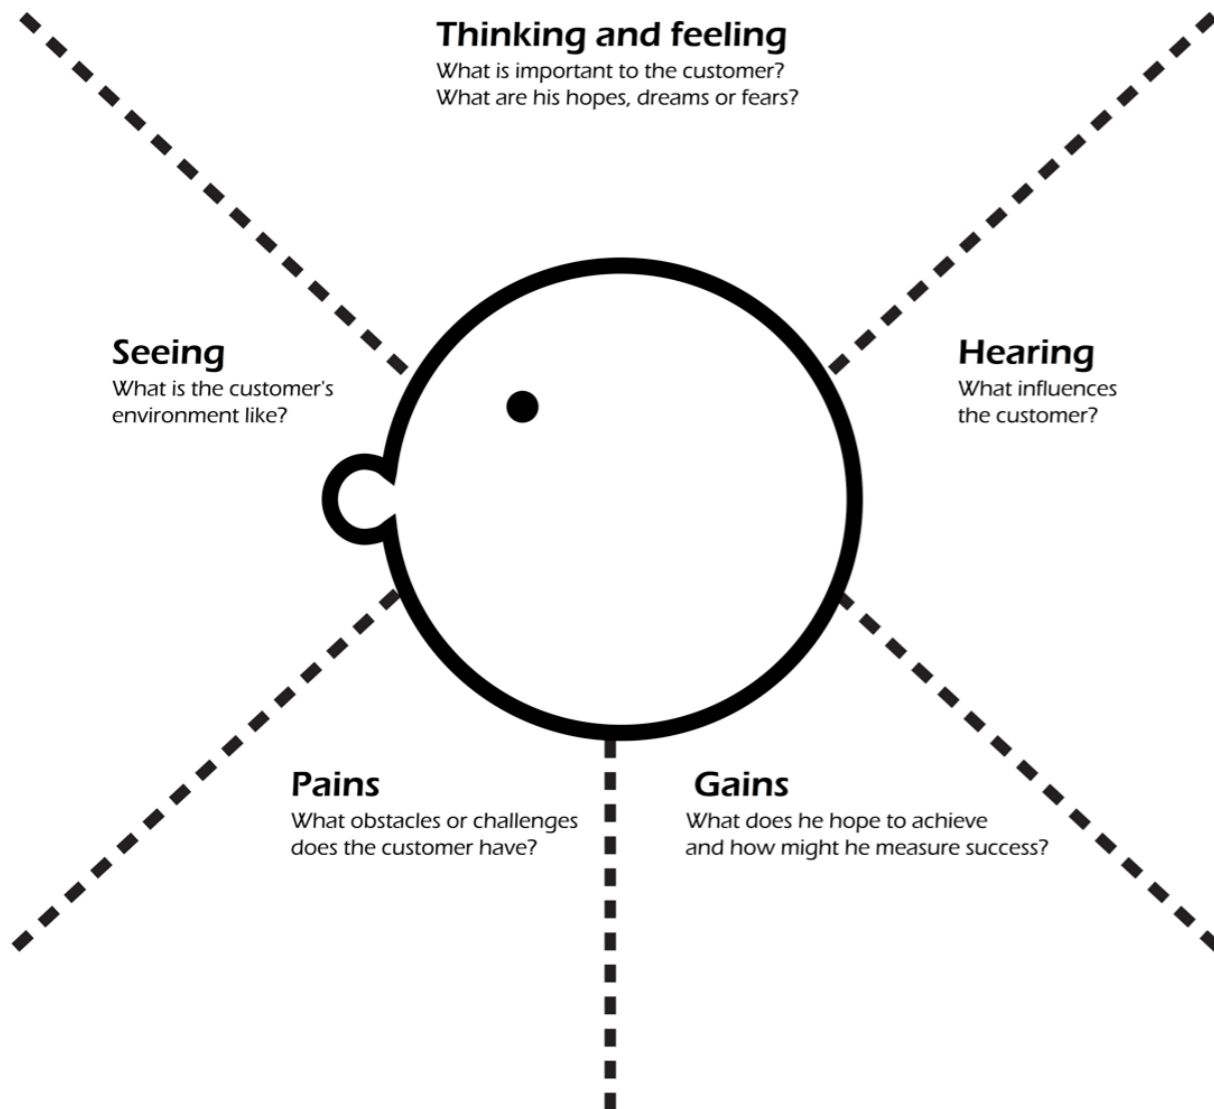 Thinking and feeling
What is important to the customer?
What are his hopes, dreams or fears?
Seeing
What is the customer's
environment like?
Hearing
What influences
the customer?
Pains
What obstacles or challenges
does the customer have?
Gains
What does he hope to achieve
and how might he measure success?